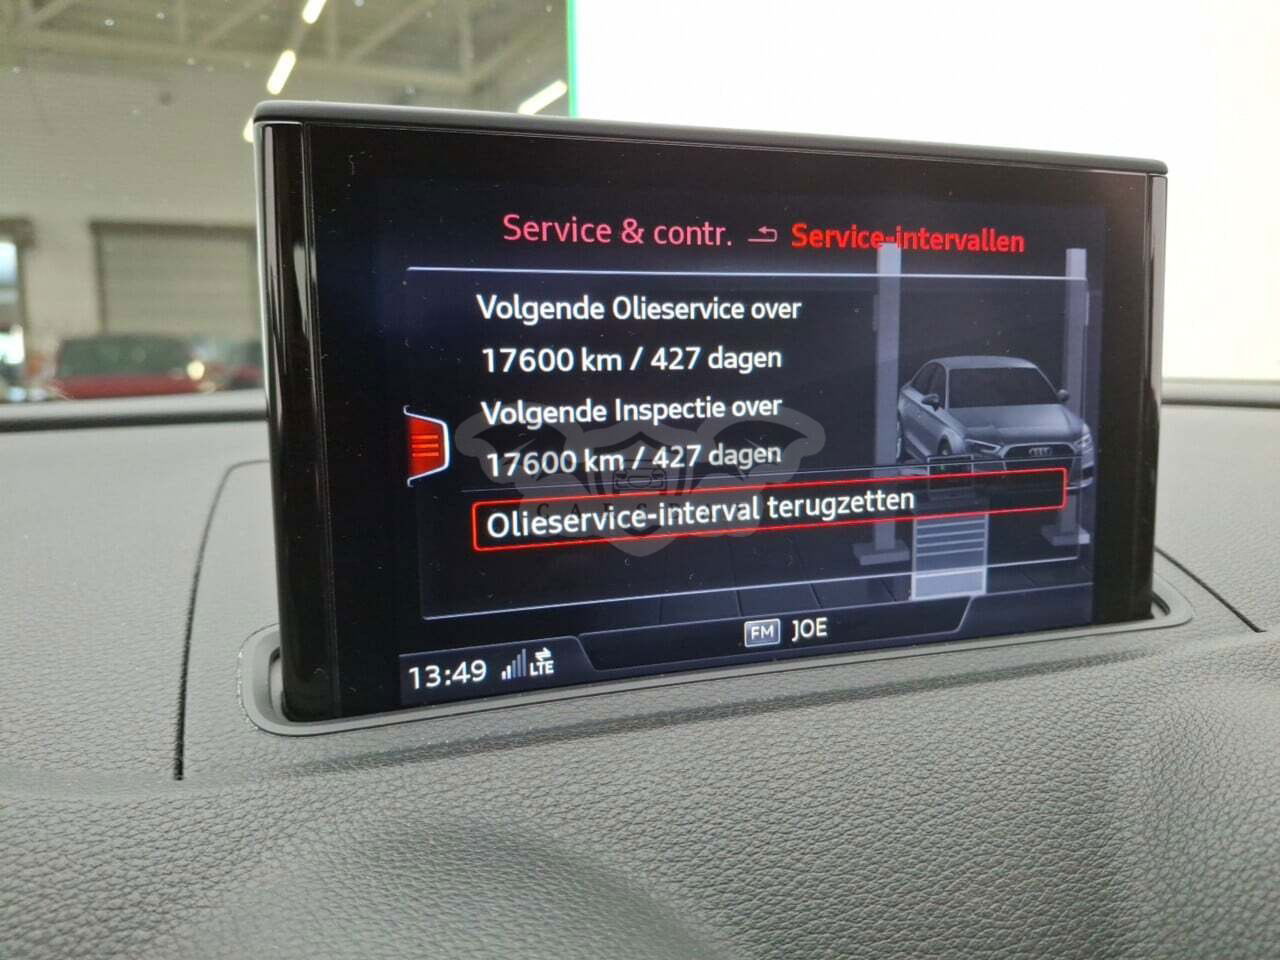 Service & contr. Service-intervallen
Volgende Olieservice over
17600 km / 427 dagen
Volgende Inspectie over
17600 km / 427 dagen
Olieservice-interval terugzetten
FM JOE
13:49 LTE